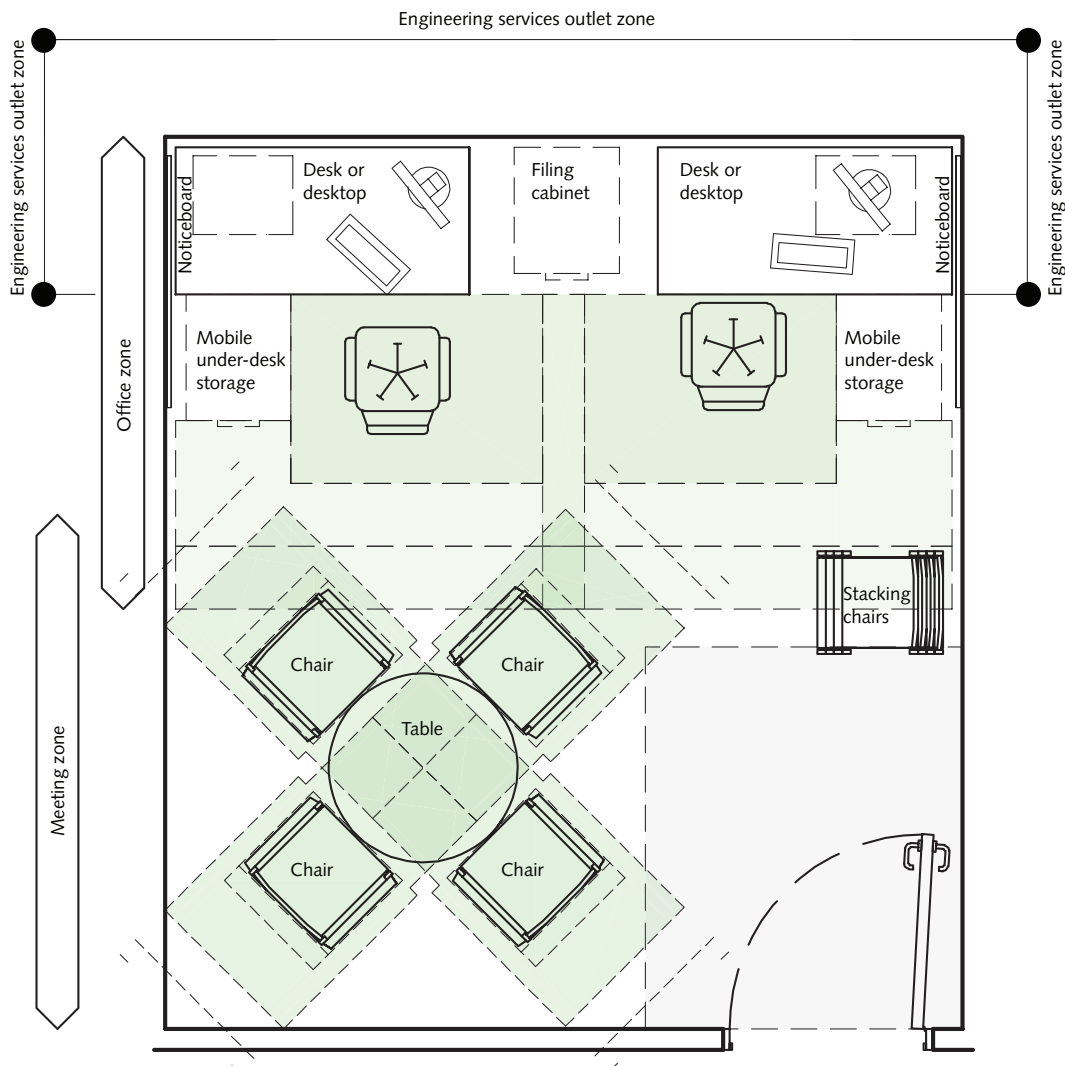 Engineering services outlet zone
Engineering services outlet zone
Engineering services outlet zone
Noticeboard
Desk or
desktop
Filing
cabinet
Desk or
desktop
Noticeboard
Office zone
Mobile
under-desk
storage
Mobile
under-desk
storage
Meeting zone
Stacking
chairs
Chair
Chair
Table
Chair
Chair